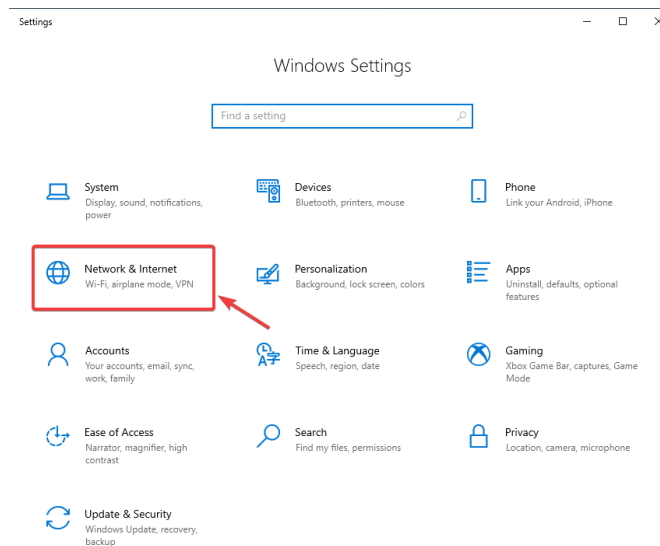 Settings
Windows Settings
Find a setting
System
Display, sound, notifications,
power
Devices
Bluetooth, printers, mouse
Phone
Link your Android, iPhone
Network & Internet
Wi-Fi, airplane mode, VPN
Personalization
Background, lock screen, colors
Apps
Uninstall, defaults, optional
features
Accounts
Your accounts, email, sync,
work, family
Time & Language
Speech, region, date
Gaming
Xbox Game Bar, captures, Game
Mode
Ease of Access
Narrator, magnifier, high
contrast
Search
Find my files, permissions
Privacy
Location, camera, microphone
Update & Security
Windows Update, recovery,
backup